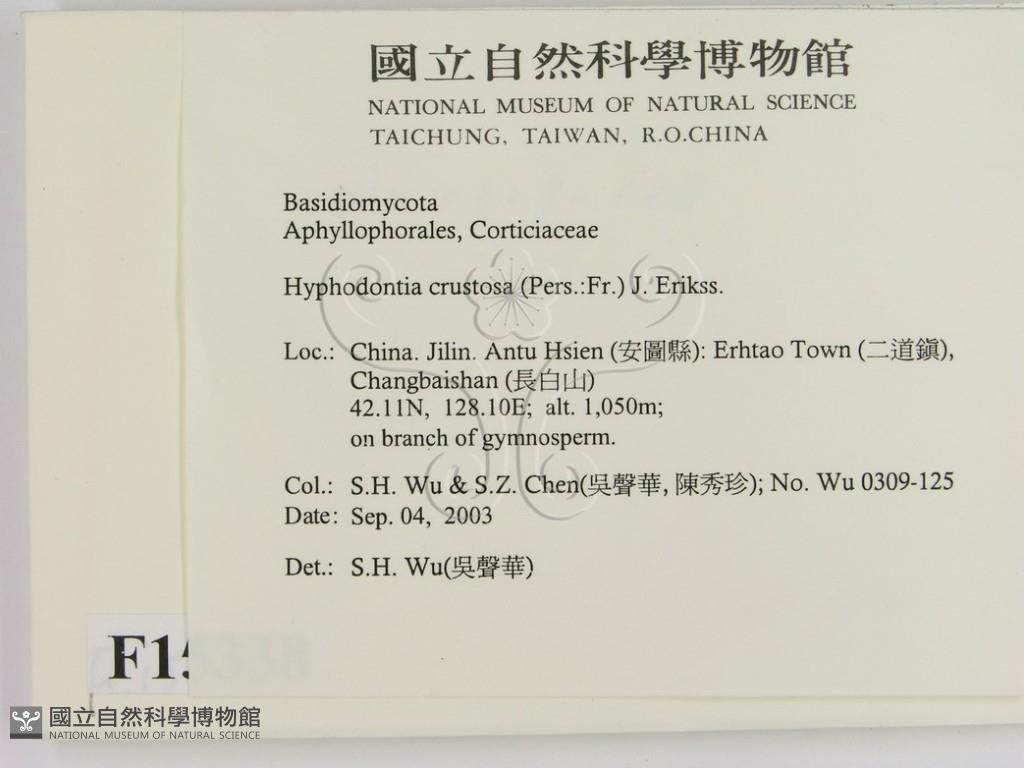 國立自然科學博物館
NATIONAL MUSEUM OF NATURAL SCIENCE
TAICHUNG, TAIWAN, R.O.CHINA
Basidiomycota
Aphyllophorales, Corticiaceae
Hyphodontia crustosa (Pers.:Fr.) J. Erikss.
Loc.: China. Jilin. Antu Hsien (安圖縣): Erhtao Town (二道鎭),
Changbaishan (長白山)
42.11N, 128.10E; alt. 1,050m;
on branch of gymnosperm.
Col.: S.H. Wu & S.Z. Chen(吳聲華, 陳秀珍); No. Wu 0309-125
Date: Sep. 04, 2003
Det.: S.H. Wu(吳聲華)
F15338
國立自然科學博物館
NATIONAL MUSEUM OF NATURAL SCIENCE